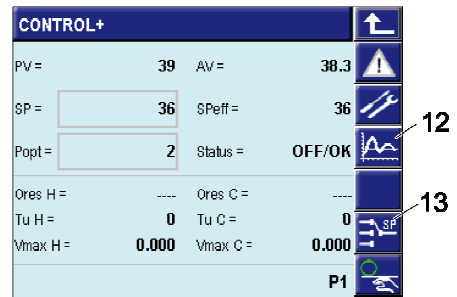 CONTROL+
PV = 39 AV = 38.3
SP = 36 SPeff = 36
12
Popt = 2 Status = OFF/OK
Ores H = ---- Ores C = ----
13
Tu H = 0 Tu C = 0
SP
Vmax H = 0.000 Vmax C = 0.000
P1